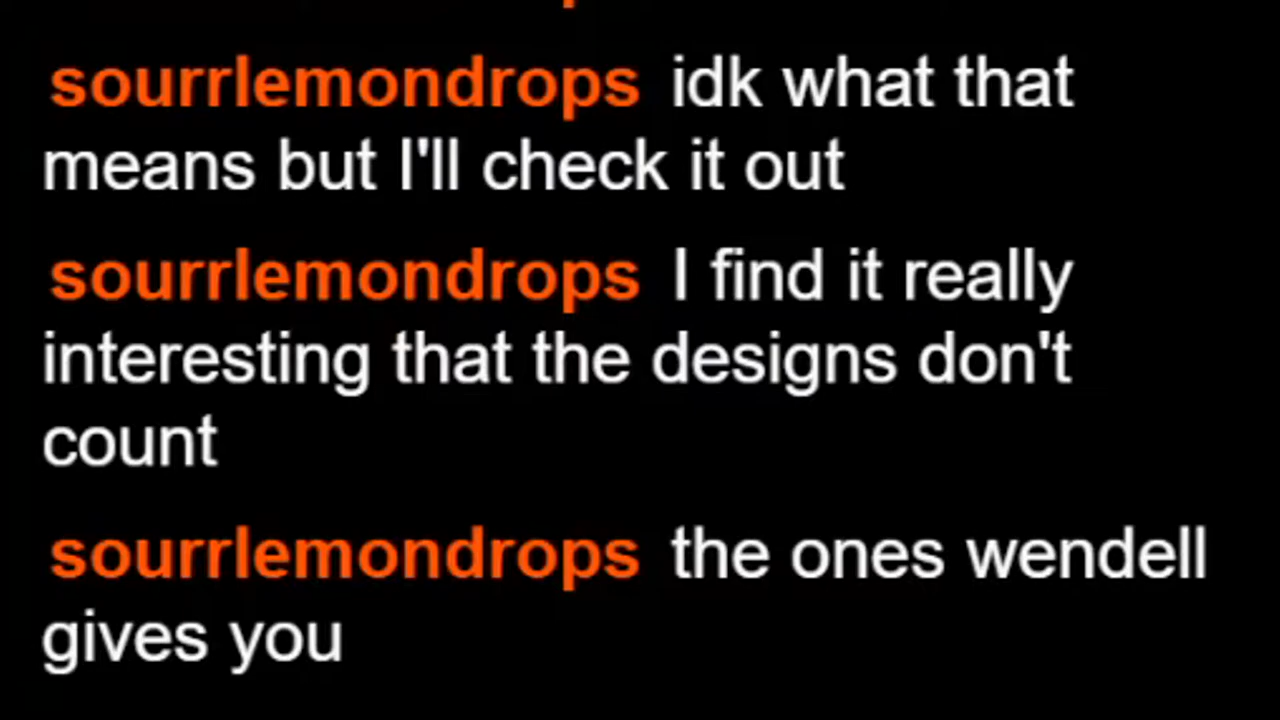 sourrlemondrops idk what that
means but I'll check it out
sourrlemondrops I find it really
interesting that the designs don't
count
sourrlemondrops the ones wendell
gives you